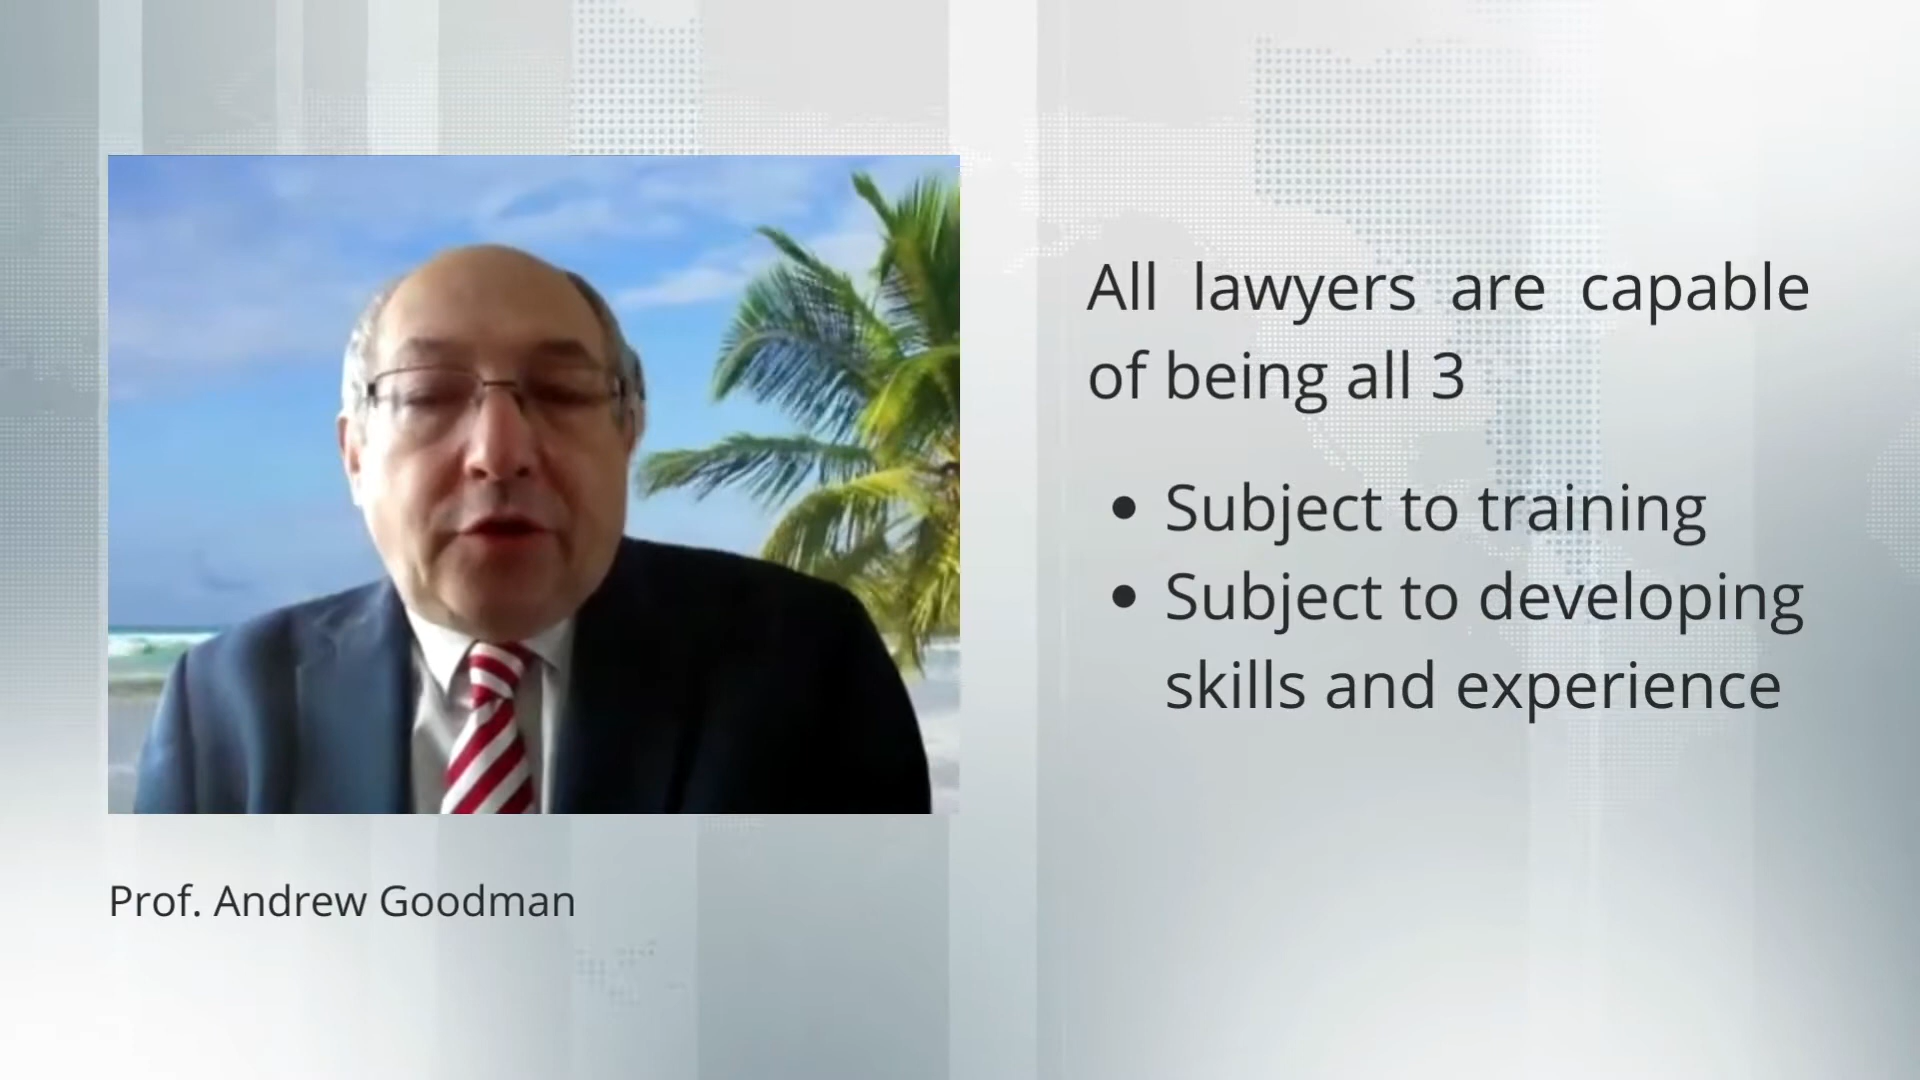 All lawyers are capable
of being all 3
• Subject to training
• Subject to developing
skills and experience
Prof. Andrew Goodman